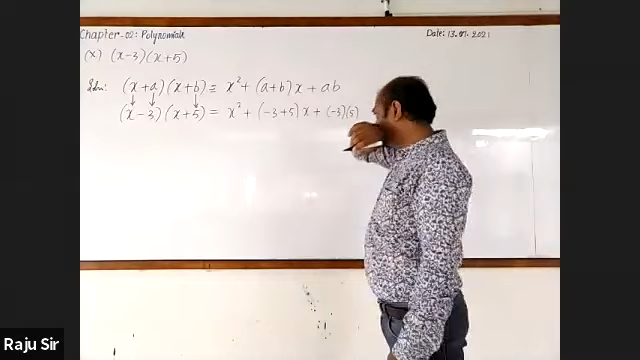 Chapter-02: Polynomials
Date: 13.07.2021
(x) (x-3)(x+5)
Soln: (x+a)(x+b) = x² + (a+b)x + ab
(x-3)(x+5) = x² + (-3+5)x + (-3)(5)
Raju Sir